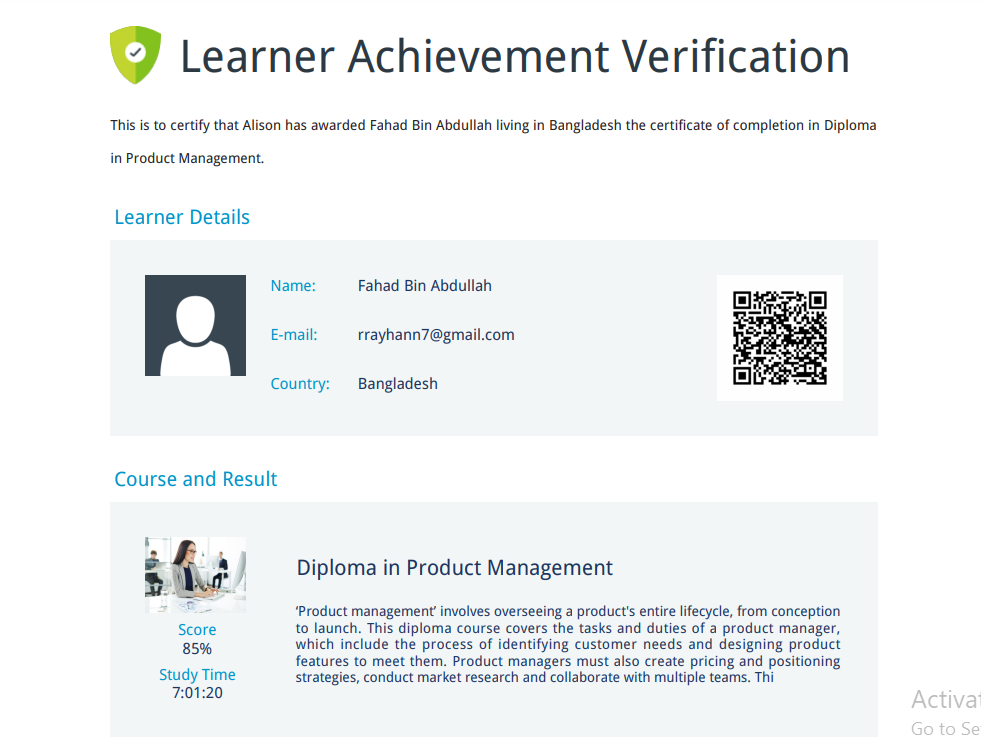 Learner Achievement Verification
This is to certify that Alison has awarded Fahad Bin Abdullah living in Bangladesh the certificate of completion in Diploma
in Product Management.
Learner Details
Name: Fahad Bin Abdullah
E-mail: rrayhann7@gmail.com
Country: Bangladesh
Course and Result
Diploma in Product Management
‘Product management’ involves overseeing a product's entire lifecycle, from conception
to launch. This diploma course covers the tasks and duties of a product manager,
which include the process of identifying customer needs and designing product
features to meet them. Product managers must also create pricing and positioning
strategies, conduct market research and collaborate with multiple teams. Thi
Score
85%
Study Time
7:01:20
Activat
Go to Se